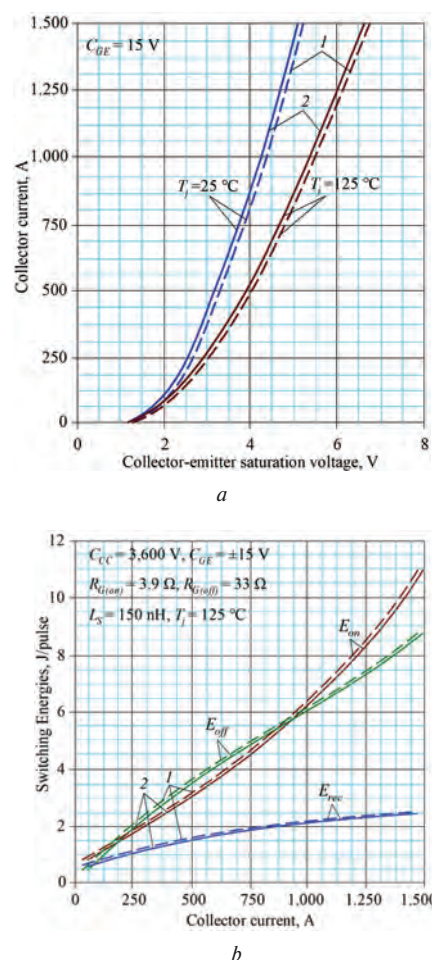 1.500
C_GE = 15 V
1
1.250
2
1.000
T_j = 25 °C
T_j = 125 °C
750
500
250
0
0 2 4 6 8
Collector current, A
Collector-emitter saturation voltage, V
a
12
C_CC = 3,600 V, C_GE = ±15 V
R_G(on) = 3.9 Ω, R_G(off) = 33 Ω
10
L_S = 150 nH, T_j = 125 °C
E_on
8
6
E_off
4
2 1
E_rec
2
0
0 250 500 750 1.000 1.250 1.500
Switching Energies, J/pulse
Collector current, A
b